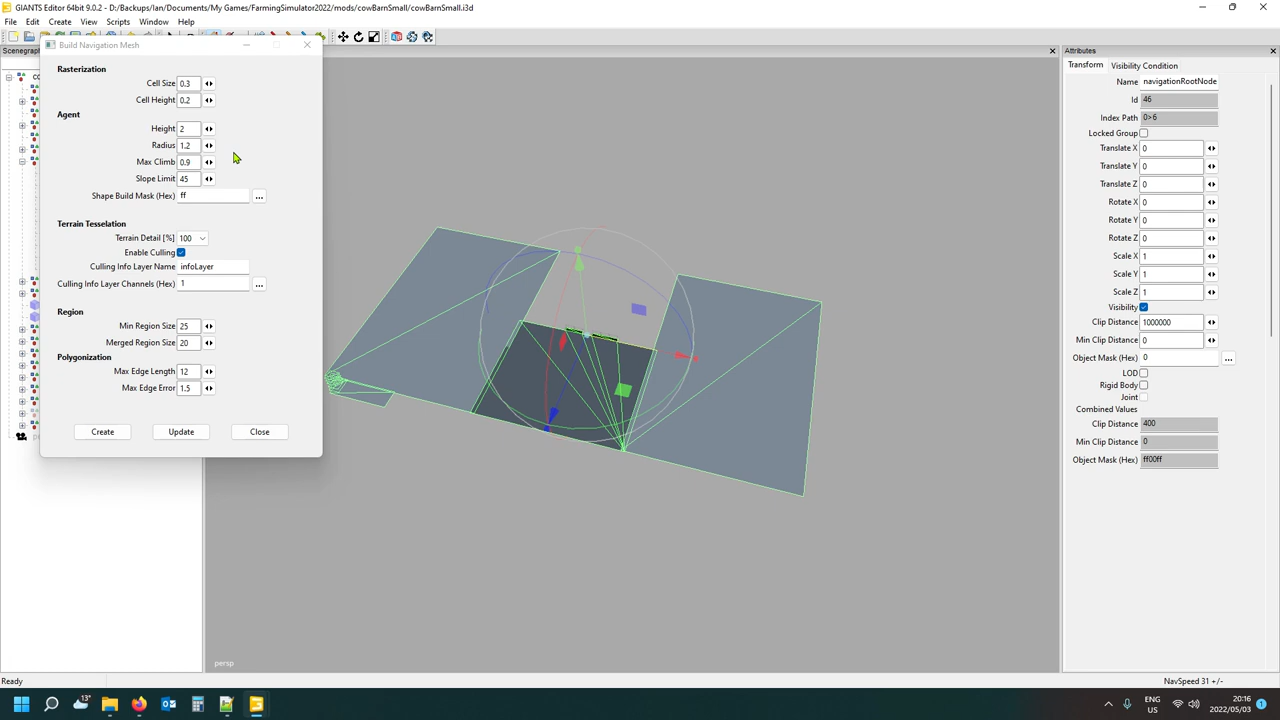 GIANTS Editor 64bit 9.0.2 - D:/Backups/Ian/Documents/My Games/FarmingSimulator2022/mods/cowBarnSmall/cowBarnSmall.i3d
File Edit Create View Scripts Window Help
Build Navigation Mesh
Rasterization
Cell Size 0.3
Cell Height 0.2
Agent
Height 2
Radius 1.2
Max Climb 0.9
Slope Limit 45
Shape Build Mask (Hex) ff ...
Terrain Tesselation
Terrain Detail [%] 100
Enable Culling
Culling Info Layer Name infoLayer
Culling Info Layer Channels (Hex) 1 ...
Region
Min Region Size 25
Merged Region Size 20
Polygonization
Max Edge Length 12
Max Edge Error 1.5
Create Update Close
persp
Attributes
Transform Visibility Condition
Name navigationRootNode
Id 46
Index Path 0>6
Locked Group
Translate X 0
Translate Y 0
Translate Z 0
Rotate X 0
Rotate Y 0
Rotate Z 0
Scale X 1
Scale Y 1
Scale Z 1
Visibility
Clip Distance 1000000
Min Clip Distance 0
Object Mask (Hex) 0 ...
LOD
Rigid Body
Joint
Combined Values
Clip Distance 400
Min Clip Distance 0
Object Mask (Hex) ff00ff
Ready
NavSpeed 31 +/-
13°
ENG
US
20:16
2022/05/03
1